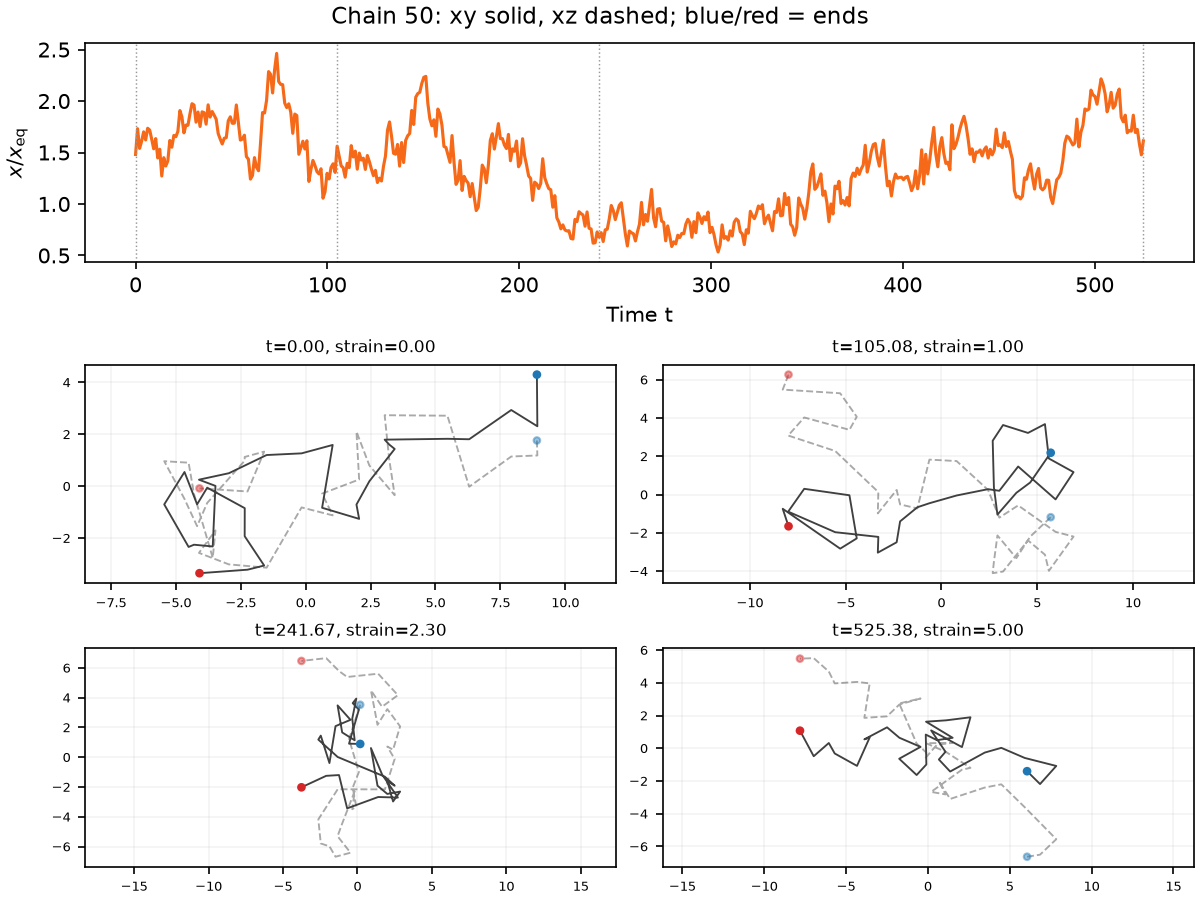 Chain 50: xy solid, xz dashed; blue/red = ends
x/x_eq
2.5
2.0
1.5
1.0
0.5
0 100 200 300 400 500
Time t
t=0.00, strain=0.00
4
2
0
−2
−7.5 −5.0 −2.5 0.0 2.5 5.0 7.5 10.0
t=105.08, strain=1.00
6
4
2
0
−2
−4
−10 −5 0 5 10
t=241.67, strain=2.30
6
4
2
0
−2
−4
−6
−15 −10 −5 0 5 10 15
t=525.38, strain=5.00
6
4
2
0
−2
−4
−6
−15 −10 −5 0 5 10 15